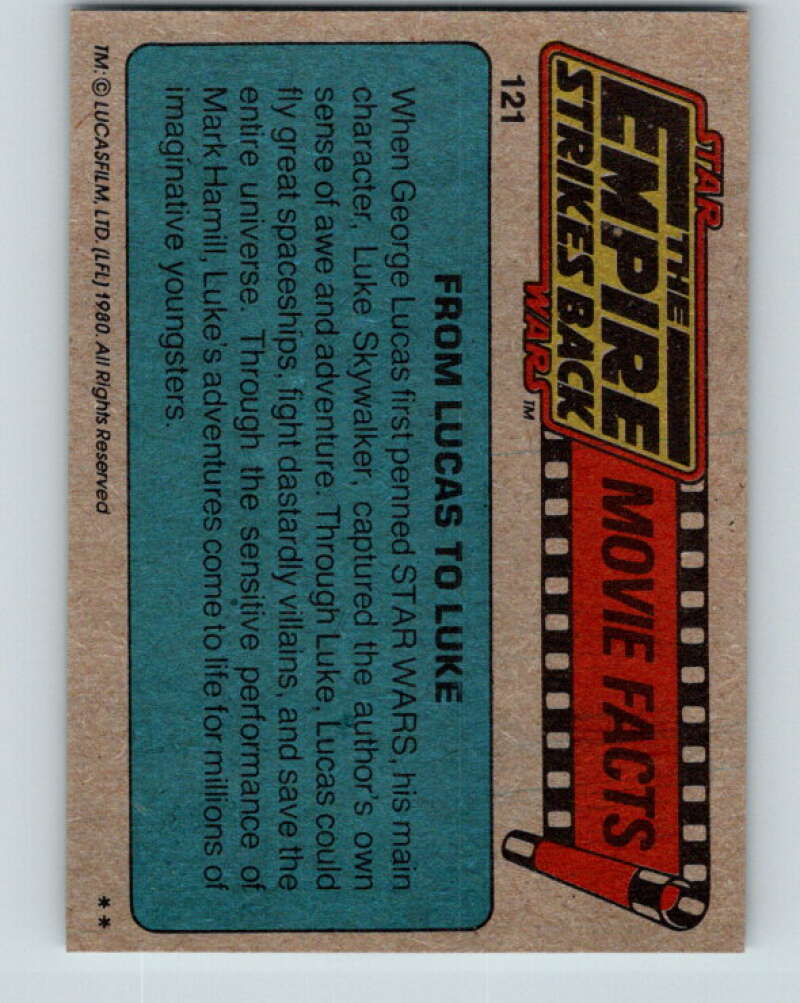 STAR
THE
EMPIRE
STRIKES BACK
WARS™
MOVIE FACTS
121
FROM LUCAS TO LUKE
When George Lucas first penned STAR WARS, his main
character, Luke Skywalker, captured the author's own
sense of awe and adventure. Through Luke, Lucas could
fly great spaceships, fight dastardly villains, and save the
entire universe. Through the sensitive performance of
Mark Hamill, Luke's adventures come to life for millions of
imaginative youngsters.
TM: © LUCASFILM, LTD. (LFL) 1980. All Rights Reserved
**